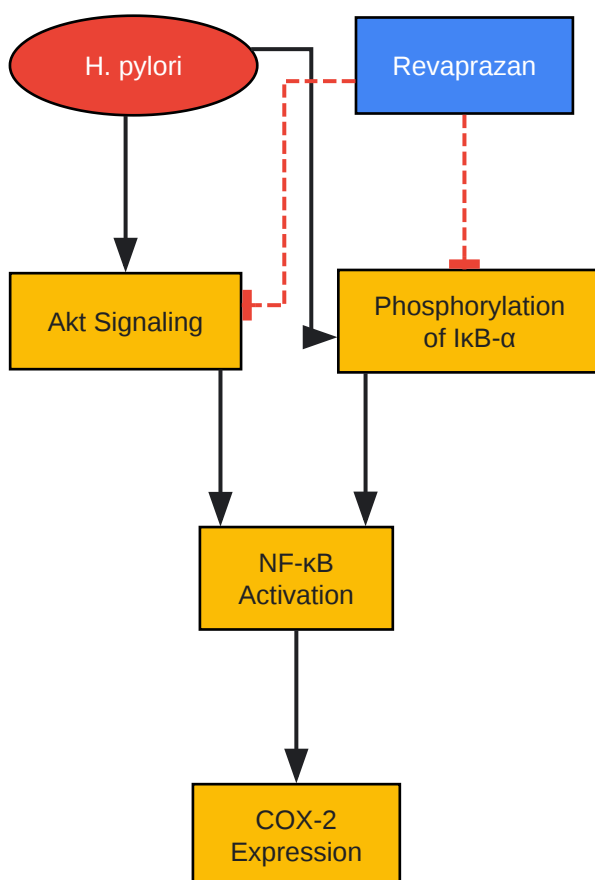 H. pylori
Revaprazan
Akt Signaling
Phosphorylation
of IκB-α
NF-κB
Activation
COX-2
Expression